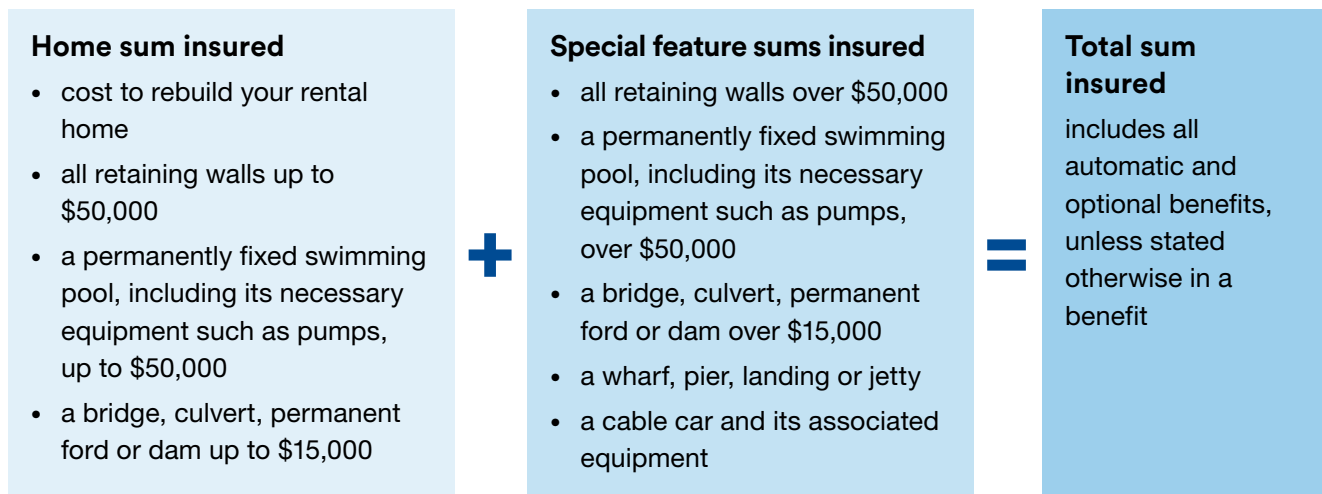 Home sum insured
• cost to rebuild your rental
home
• all retaining walls up to
$50,000
• a permanently fixed swimming
pool, including its necessary
equipment such as pumps,
up to $50,000
• a bridge, culvert, permanent
ford or dam up to $15,000
+
Special feature sums insured
• all retaining walls over $50,000
• a permanently fixed swimming
pool, including its necessary
equipment such as pumps,
over $50,000
• a bridge, culvert, permanent
ford or dam over $15,000
• a wharf, pier, landing or jetty
• a cable car and its associated
equipment
=
Total sum
insured
includes all
automatic and
optional benefits,
unless stated
otherwise in a
benefit